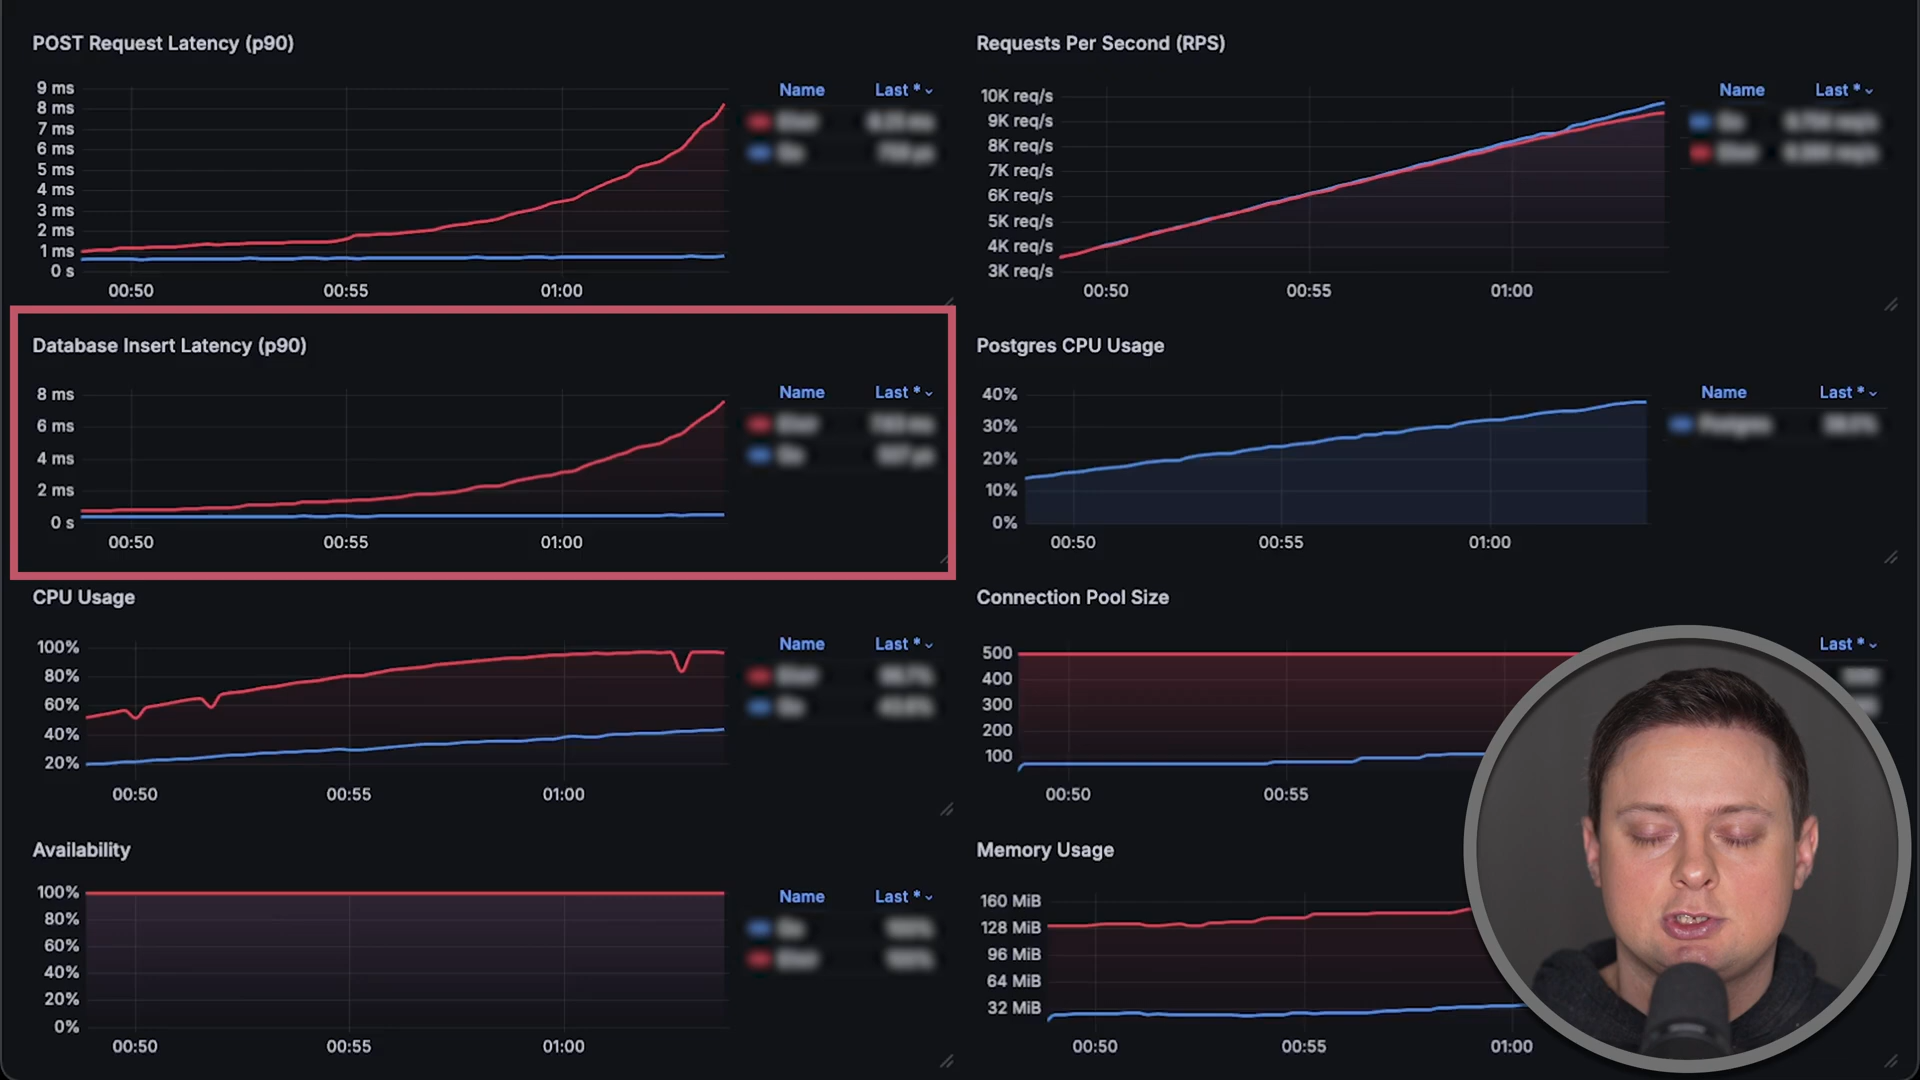 POST Request Latency (p90)
Name Last *
9 ms
8 ms
7 ms
6 ms
5 ms
4 ms
3 ms
2 ms
1 ms
0 s
00:50 00:55 01:00
Requests Per Second (RPS)
Name Last *
10K req/s
9K req/s
8K req/s
7K req/s
6K req/s
5K req/s
4K req/s
3K req/s
00:50 00:55 01:00
Database Insert Latency (p90)
Name Last *
8 ms
6 ms
4 ms
2 ms
0 s
00:50 00:55 01:00
Postgres CPU Usage
Name Last *
40%
30%
20%
10%
0%
00:50 00:55 01:00
CPU Usage
Name Last *
100%
80%
60%
40%
20%
00:50 00:55 01:00
Connection Pool Size
Last *
500
400
300
200
100
00:50 00:55
Availability
Name Last *
100%
80%
60%
40%
20%
0%
00:50 00:55 01:00
Memory Usage
160 MiB
128 MiB
96 MiB
64 MiB
32 MiB
00:50 00:55 01:00